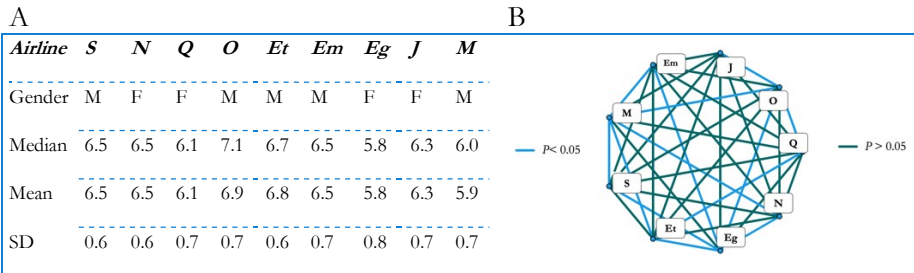 A
B
Airline S N Q O Et Em Eg J M
Gender M F F M M M F F M
Median 6.5 6.5 6.1 7.1 6.7 6.5 5.8 6.3 6.0
Mean 6.5 6.5 6.1 6.9 6.8 6.5 5.8 6.3 5.9
SD 0.6 0.6 0.7 0.7 0.6 0.7 0.8 0.7 0.7
Em
J
O
M
Q
P< 0.05
P > 0.05
S
N
Et
Eg